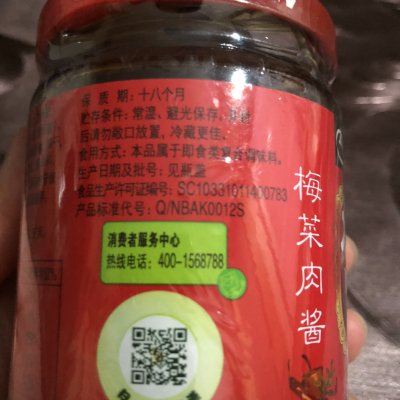 保 质 期：十八个月
贮存条件：常温、避光保存，开启
后请勿敞口放置，冷藏更佳。
食用方式：本品属于即食类复合调味料。
生产日期及批号：见瓶盖
食品生产许可证编号：SC10331011400783
产品标准代号：Q/NBAK0012S
消费者服务中心
热线电话：400-1568788
梅菜肉酱